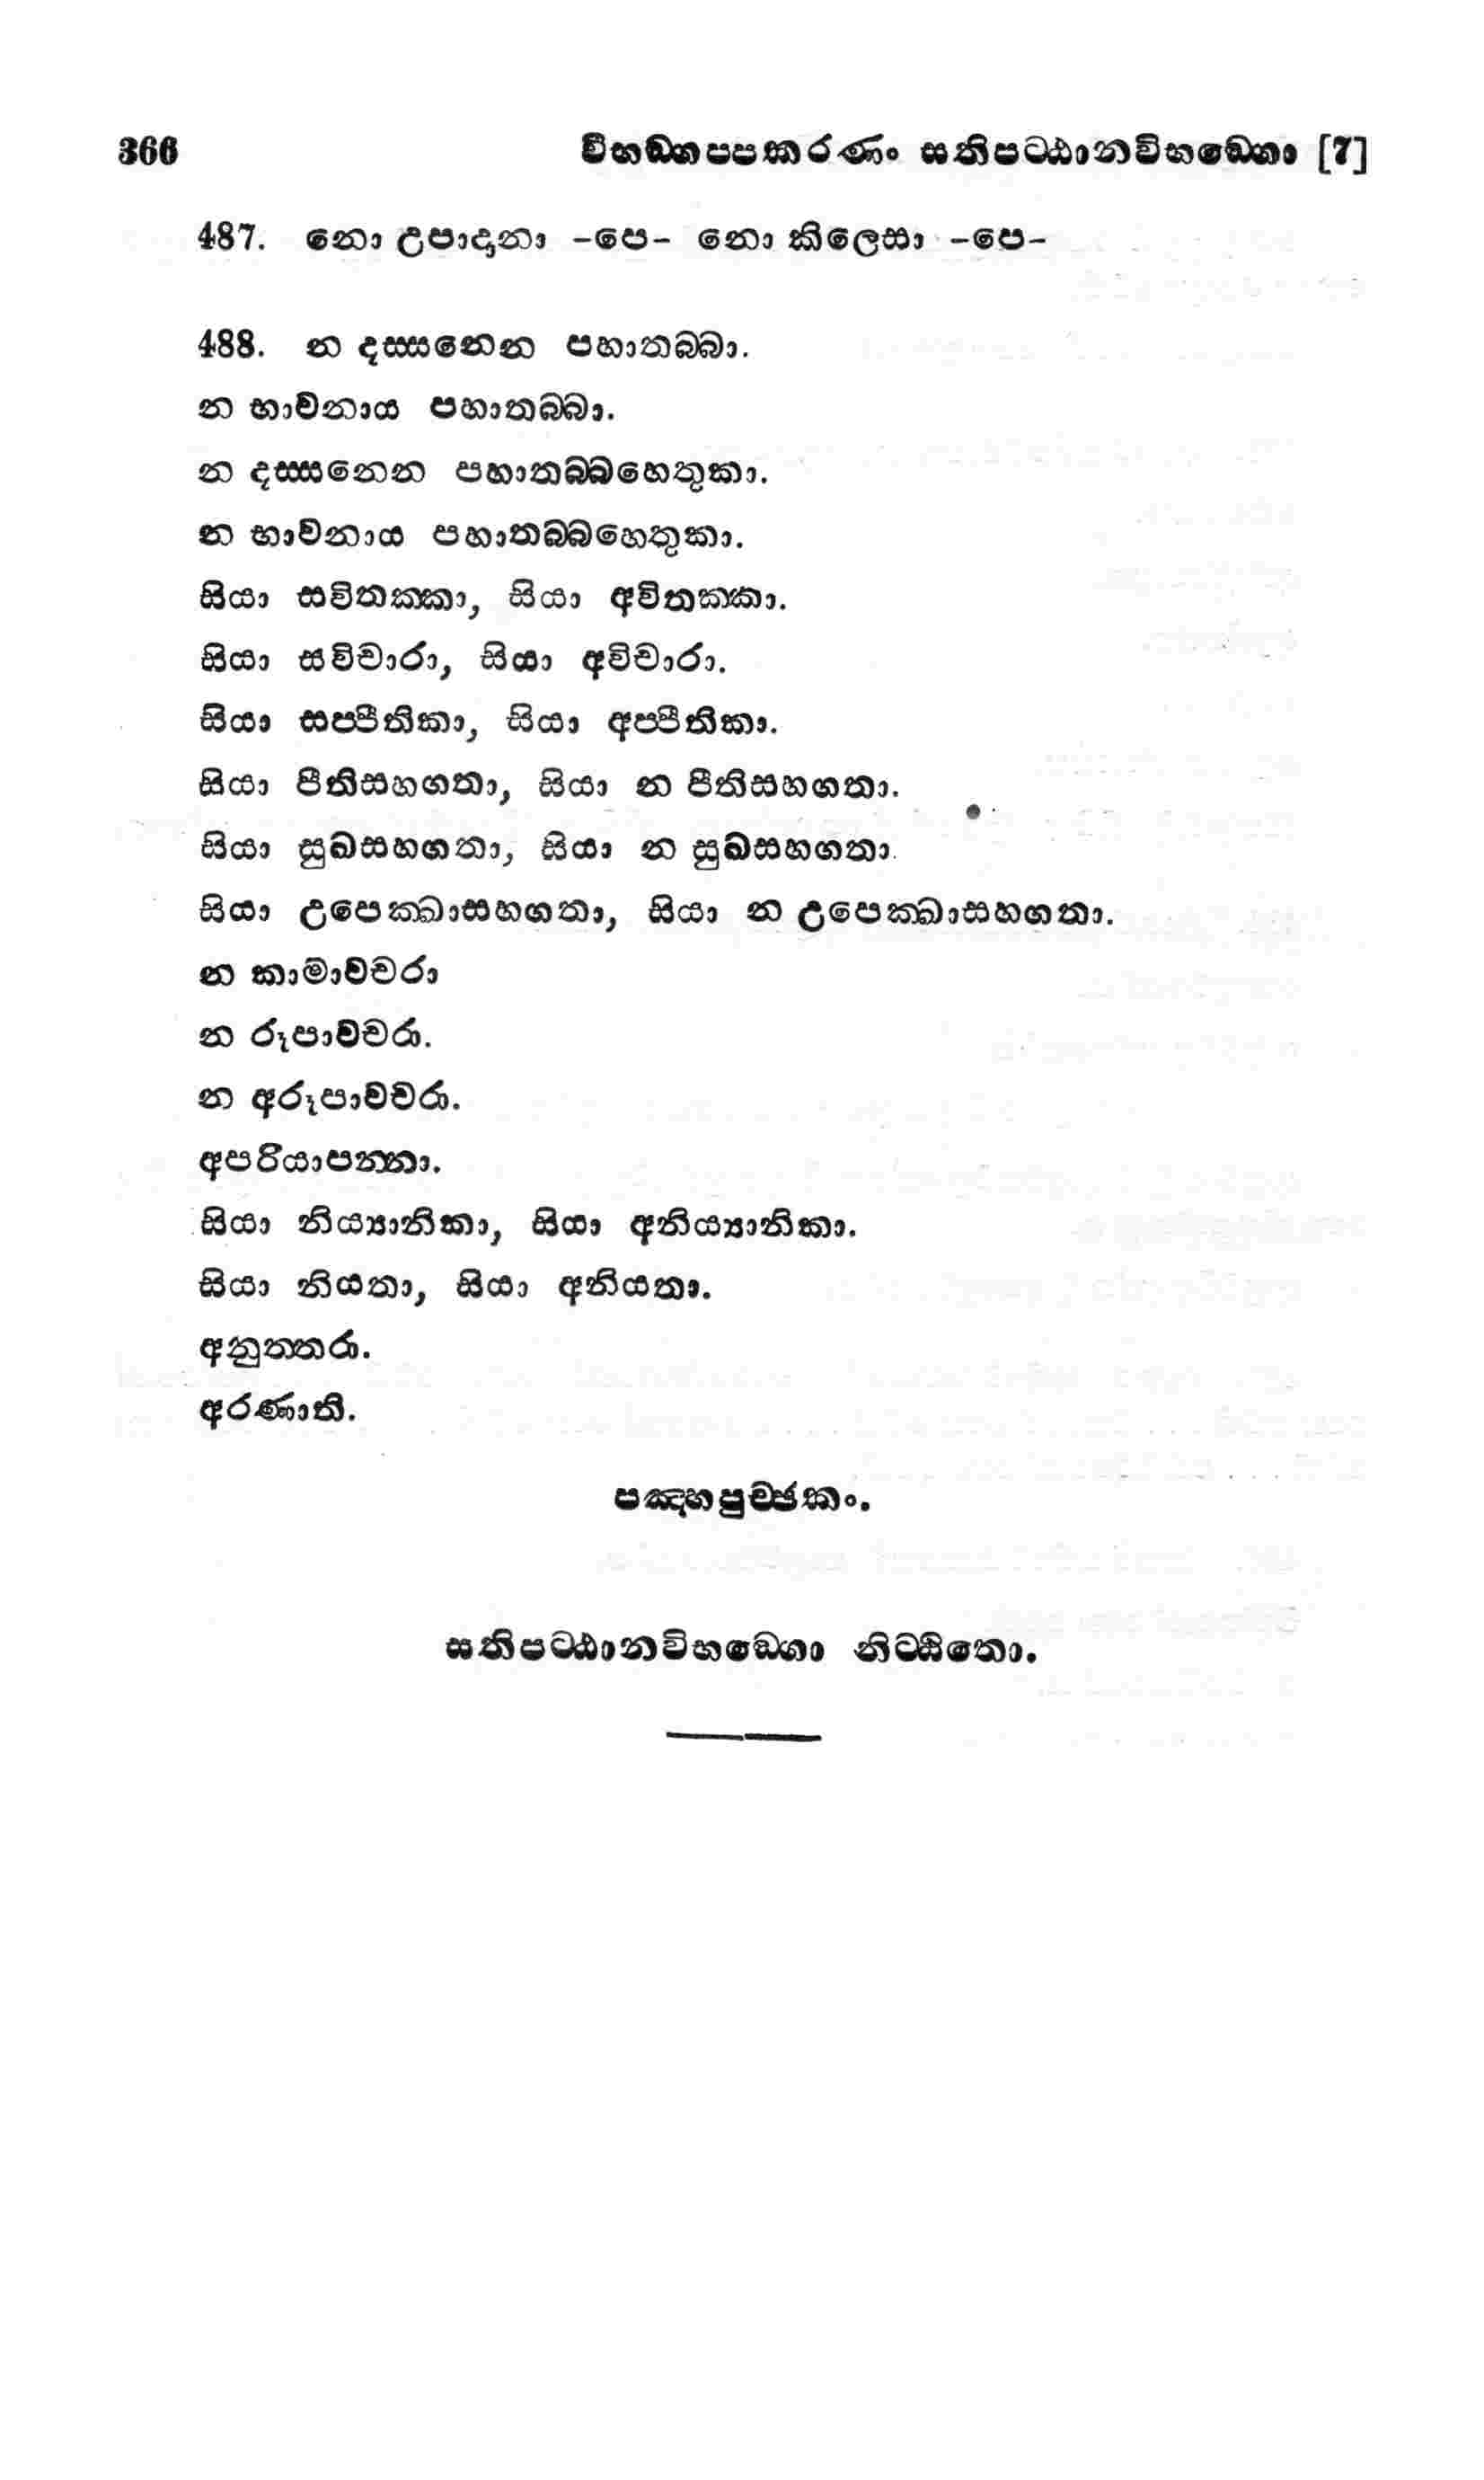 366 විභඞ්ගපපකරණං සතිපට්ඨානවිභඞ්ගො [7]
487. නො උපාදානා -පෙ- නො කිලෙසා -පෙ-
488. න දස්සනෙන පහාතබ්බා.
න භාවනාය පහාතබ්බා.
න දස්සනෙන පහාතබ්බහෙතුකා.
න භාවනාය පහාතබ්බහෙතුකා.
සියා සවිතක්කා, සියා අවිතක්කා.
සියා සවිචාරා, සියා අවිචාරා.
සියා සප්පීතිකා, සියා අප්පීතිකා.
සියා පීතිසහගතා, සියා න පීතිසහගතා.
සියා සුඛසහගතා, සියා න සුඛසහගතා.
සියා උපෙක්ඛාසහගතා, සියා න උපෙක්ඛාසහගතා.
න කාමාවචරා
න රූපාවචරා.
න අරූපාවචරා.
අපරියාපන්නා.
සියා නිය්‍යානිකා, සියා අනිය්‍යානිකා.
සියා නියතා, සියා අනියතා.
අනුත්තරා.
අරණාති.
පඤ්හපුච්ඡකං.
සතිපට්ඨානවිභඞ්ගො නිට්ඨිතො.